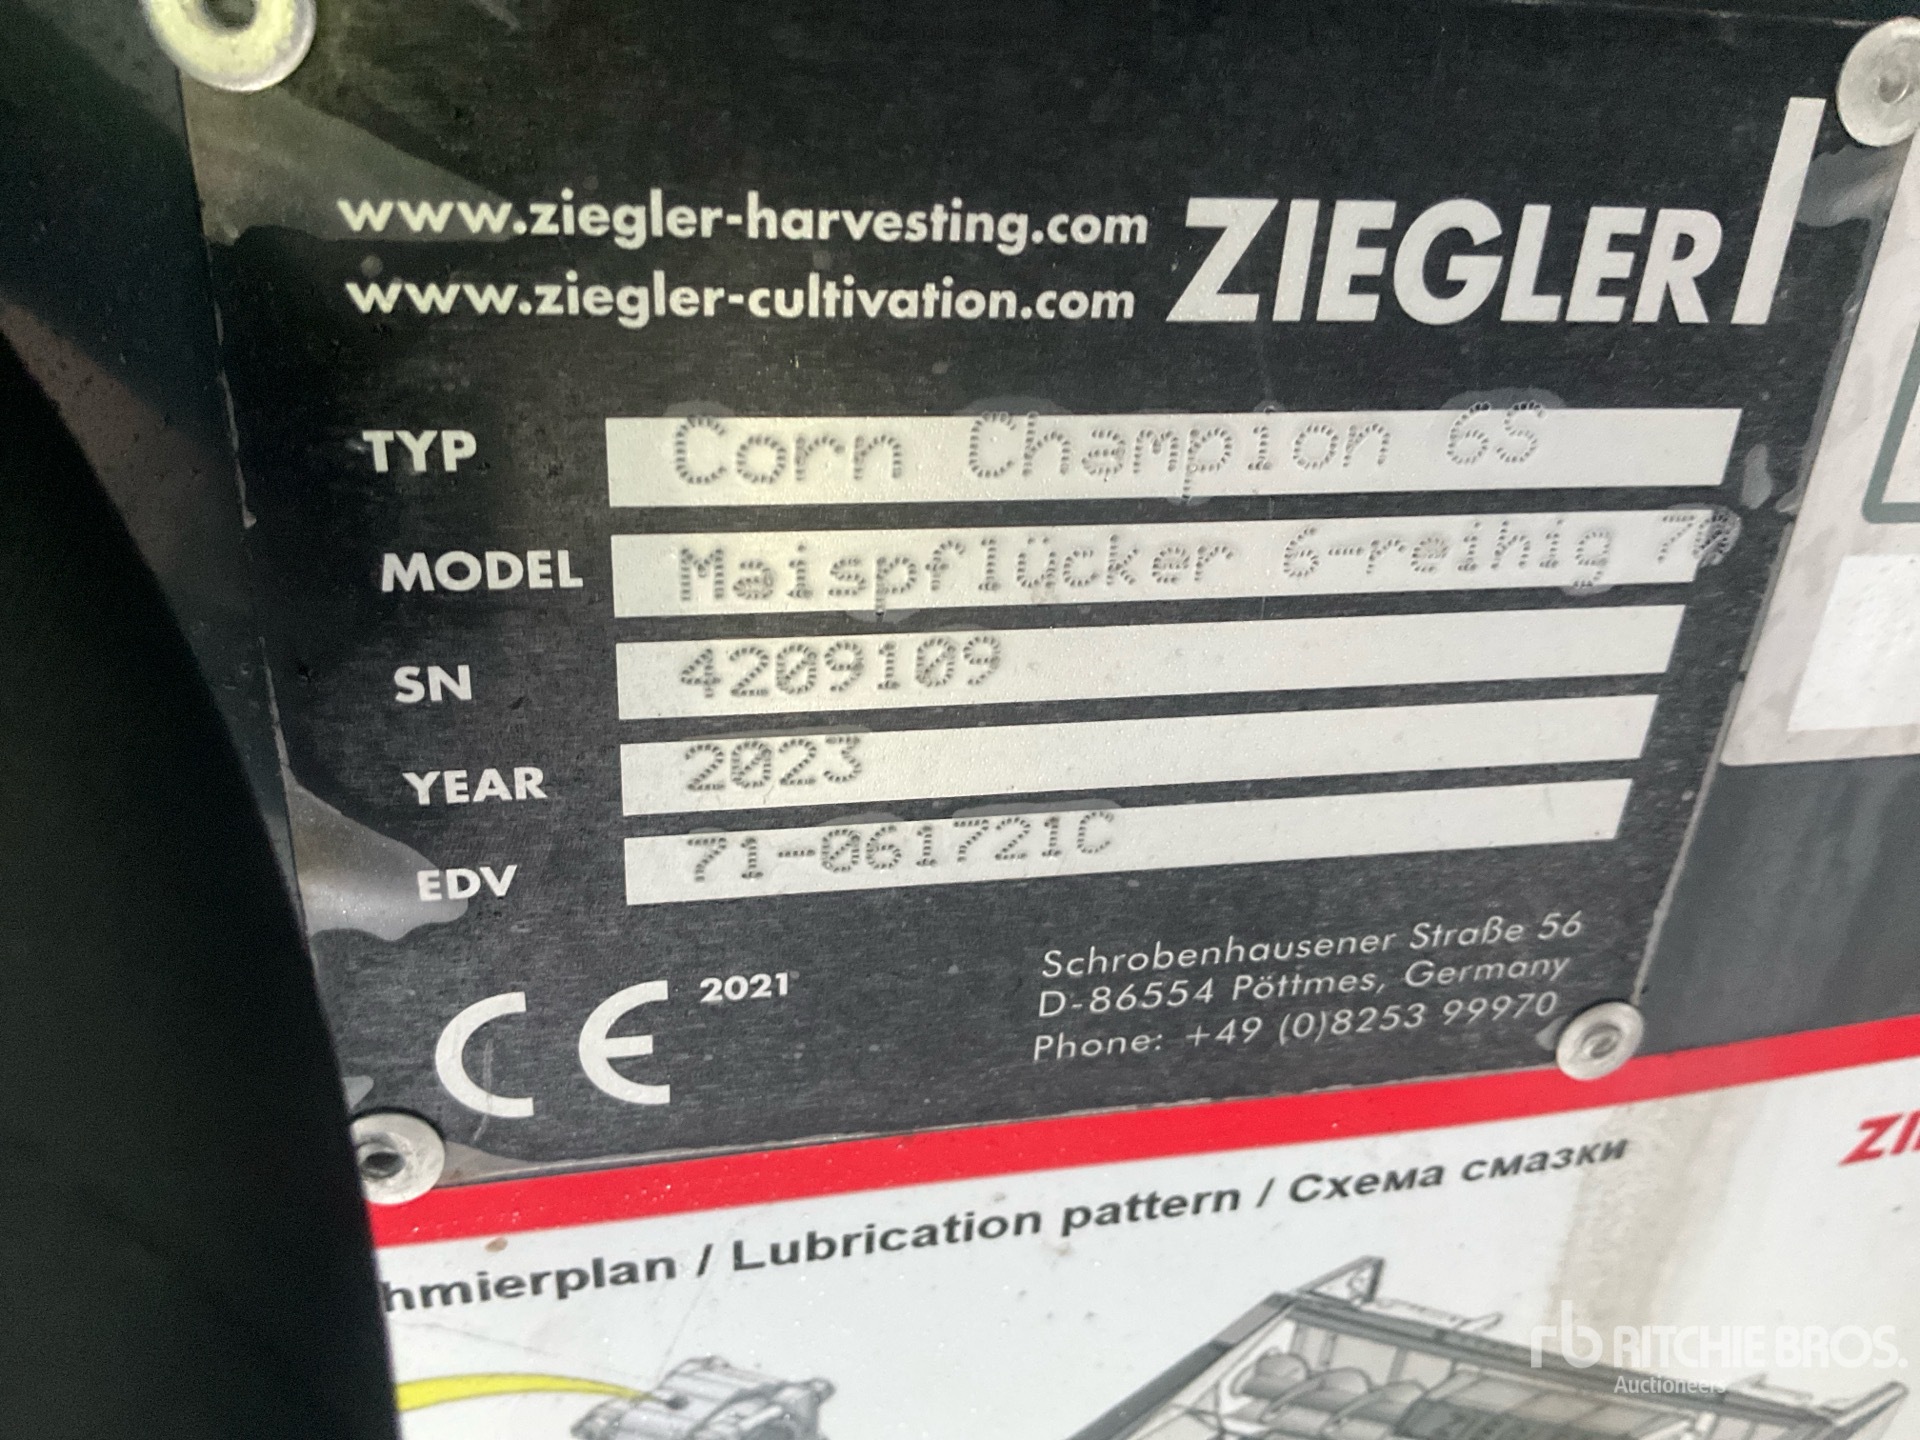 www.ziegler-harvesting.com
www.ziegler-cultivation.com
ZIEGLER
TYP Corn Champion 6S
MODEL Maispflücker 6-reihig
SN 4209109
YEAR 2023
EDV 71-061721C
CE 2021
Schrobenhausener Straße 56
D-86554 Pöttmes, Germany
Phone: +49 (0)8253 99970
hmierplan / Lubrication pattern / Схема смазки
ZI
rb RITCHIE BROS.
Auctioneers